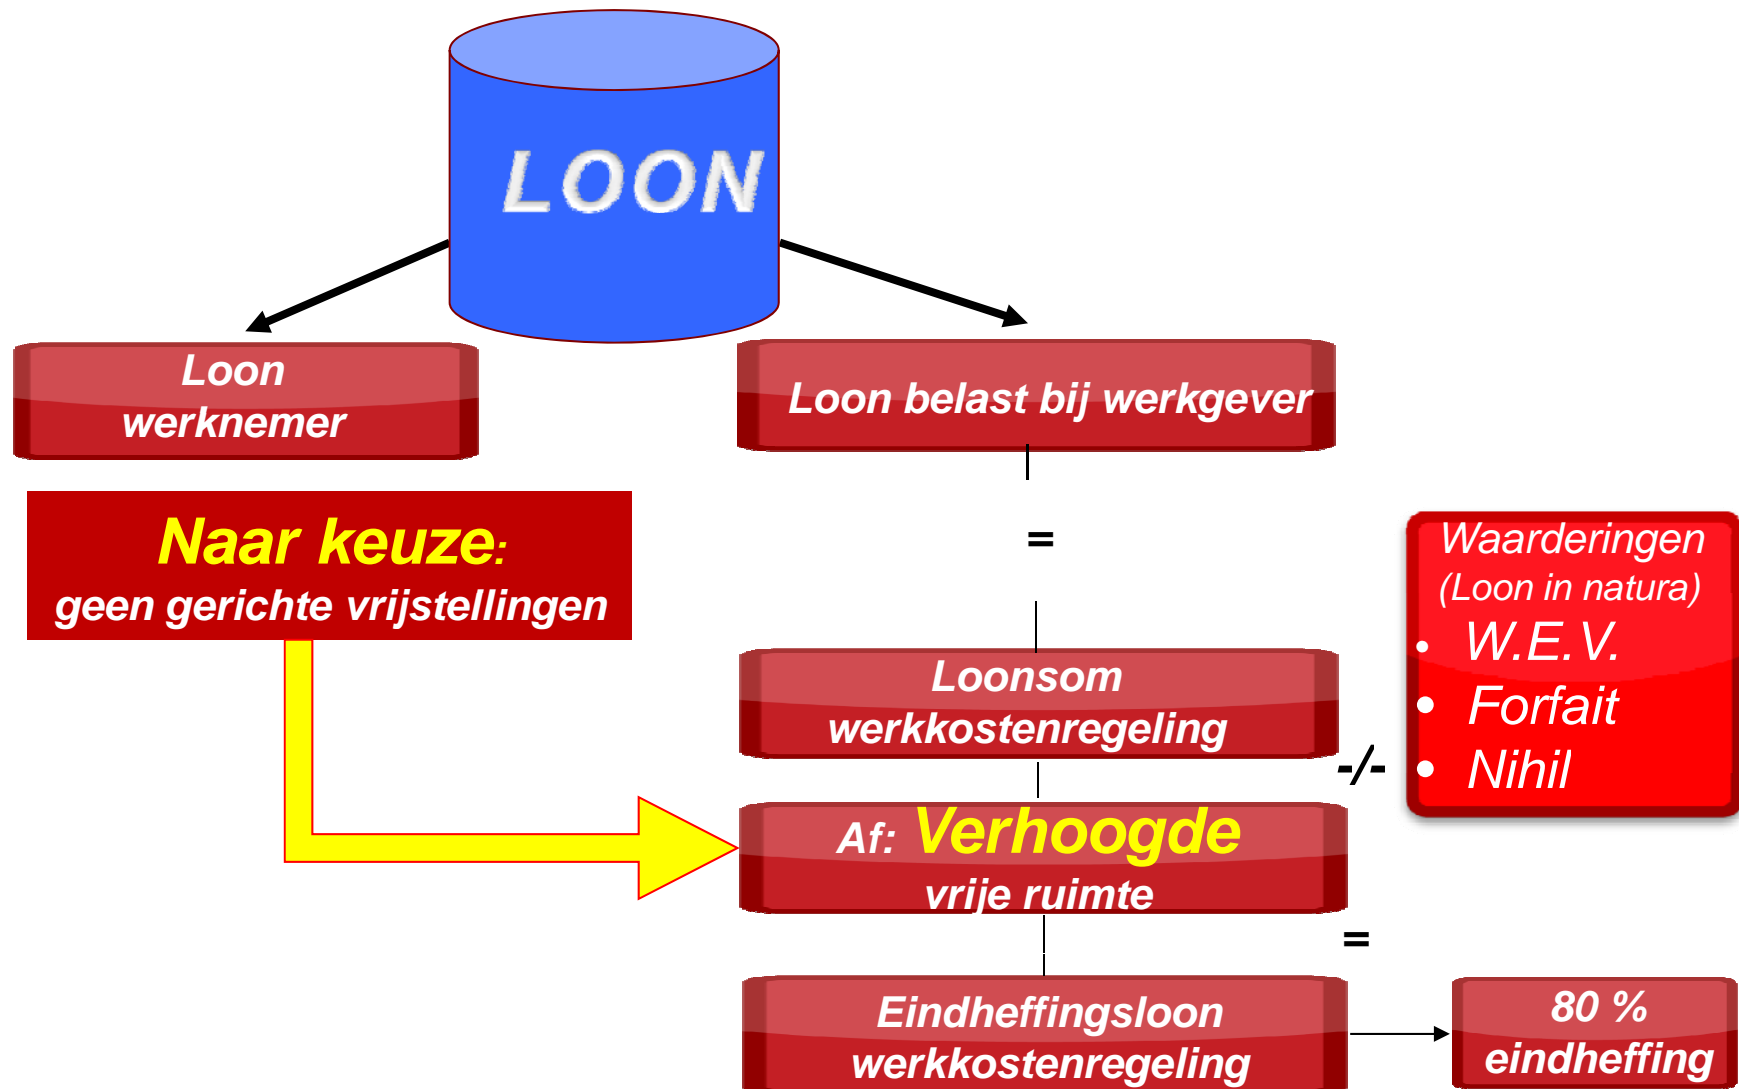 LOON
Loon
werknemer
Loon belast bij werkgever
Naar keuze:
geen gerichte vrijstellingen
=
Waarderingen
(Loon in natura)
• W.E.V.
• Forfait
• Nihil
Loonsom
werkkostenregeling
-/-
Af: Verhoogde
vrije ruimte
=
Eindheffingsloon
werkkostenregeling
80 %
eindheffing